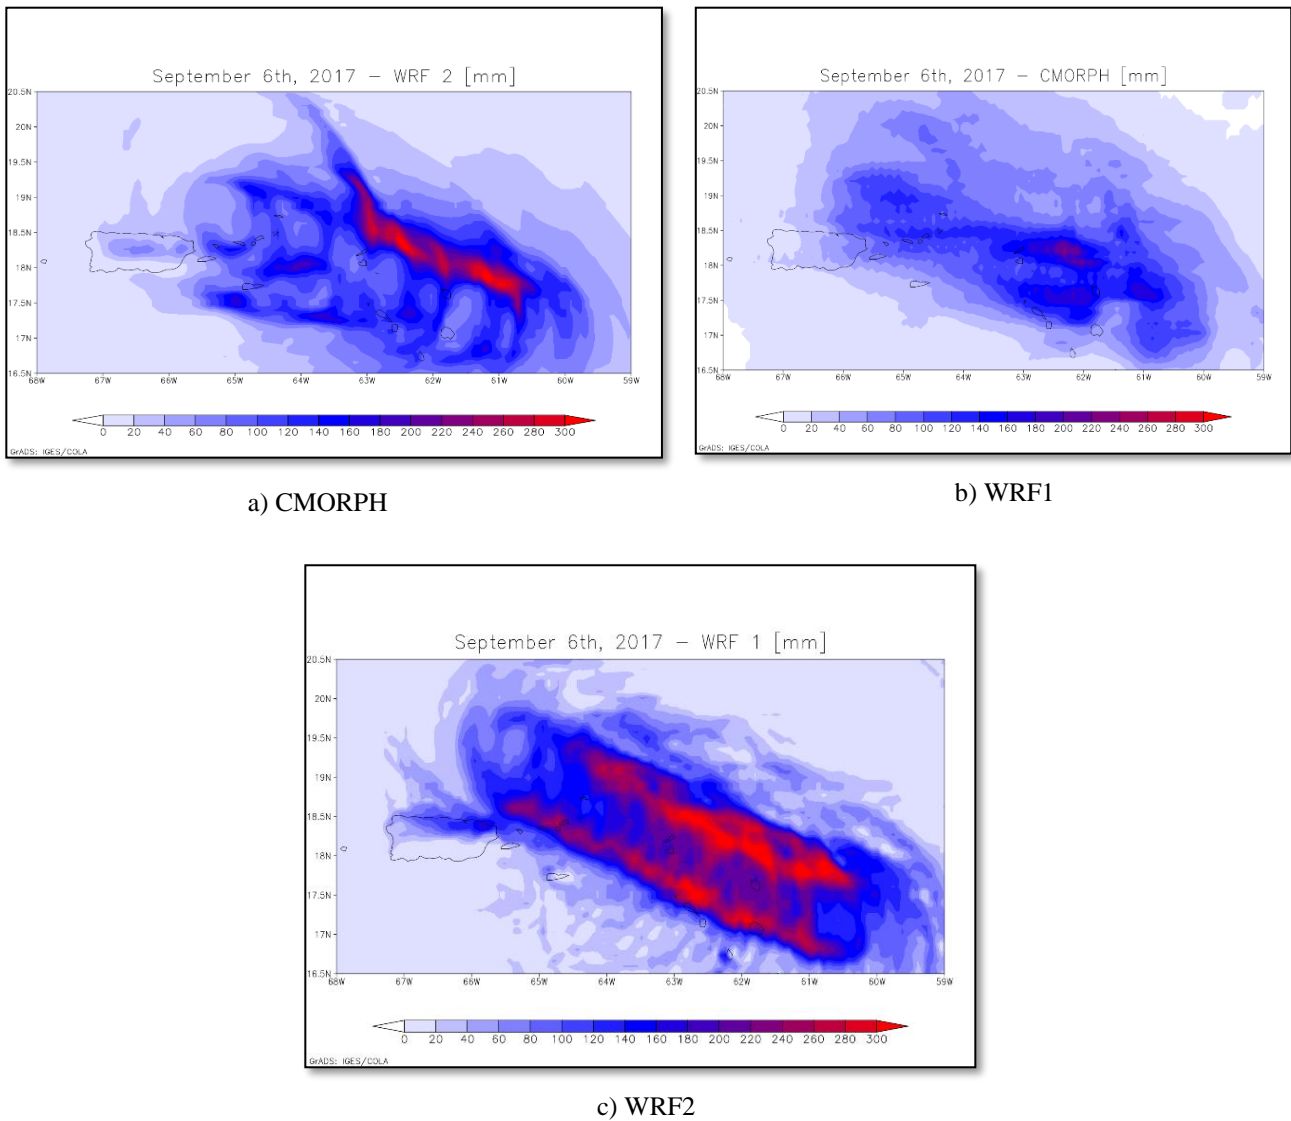 September 6th, 2017 – WRF 2 [mm]
20.5N
20N
19.5N
19N
18.5N
18N
17.5N
17N
16.5N
68W 67W 66W 65W 64W 63W 62W 61W 60W 59W
0 20 40 60 80 100 120 140 160 200 220 240 260 280 300
GrADS: IGES/COLA
a) CMORPH
September 6th, 2017 – CMORPH [mm]
20.5N
20N
19.5N
19N
18.5N
18N
17.5N
17N
16.5N
68W 67W 66W 65W 64W 63W 62W 61W 60W 59W
0 20 40 60 80 100 120 140 160 200 220 240 260 280 300
GrADS: IGES/COLA
b) WRF1
September 6th, 2017 – WRF 1 [mm]
20.5N
20N
19.5N
19N
18.5N
18N
17.5N
17N
16.5N
68W 67W 66W 65W 64W 63W 62W 61W 60W 59W
0 20 40 60 80 100 120 140 160 200 220 240 260 280 300
GrADS: IGES/COLA
c) WRF2